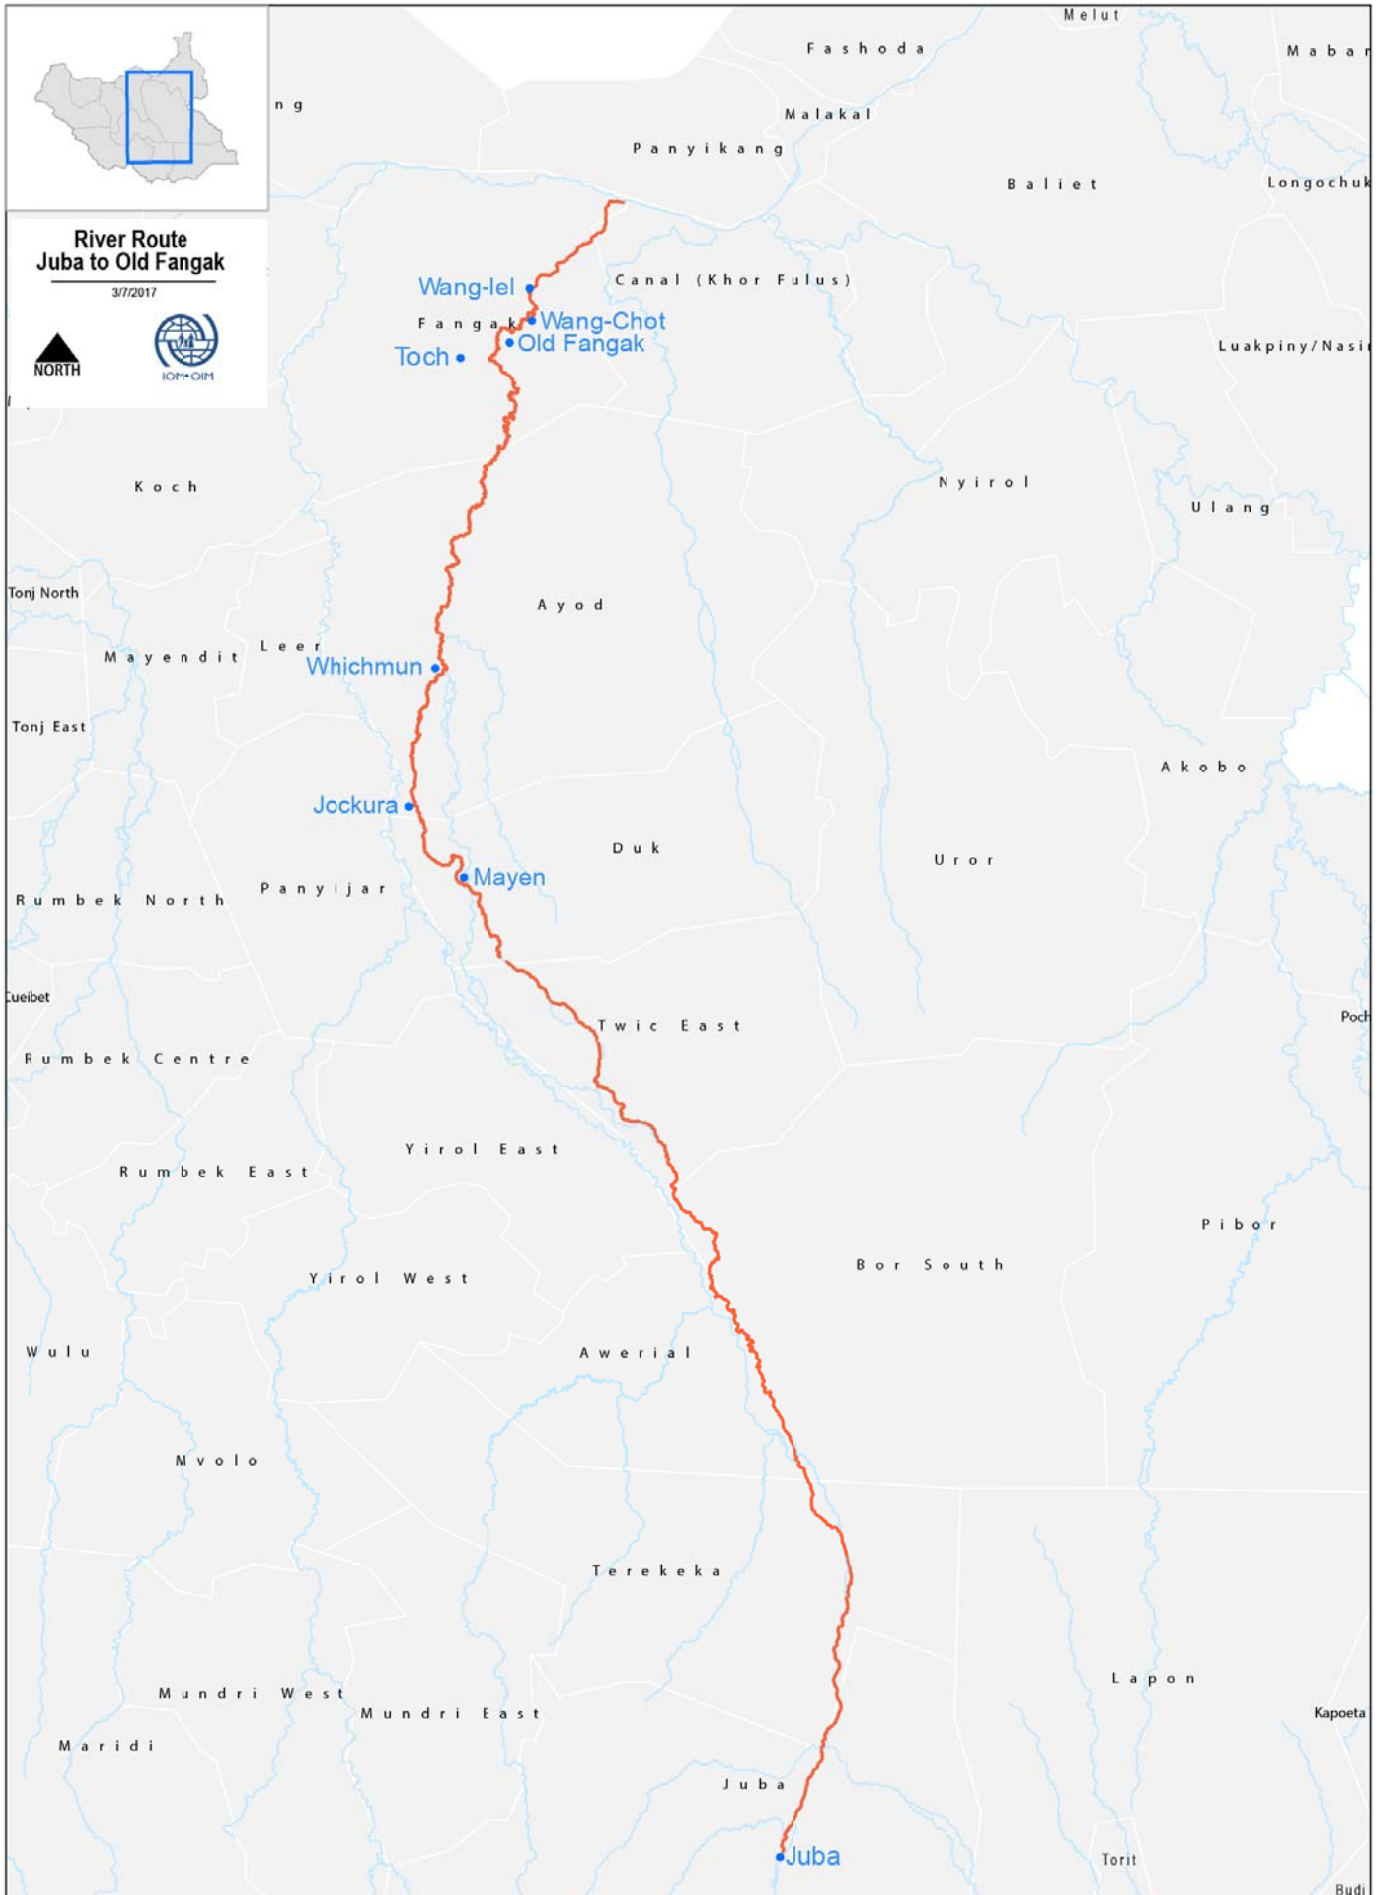 Melut
Fashoda
Mabar
ng
Malakal
Panyikang
Baliet
Longochuk
River Route
Juba to Old Fangak
3/7/2017
NORTH
IOM•OIM
Canal (Khor Fulus)
Wang-lel
Fangak
Wang-Chot
Old Fangak
Toch
Luakpiny/Nasir
Koch
Nyirol
Ulang
Tonj North
Ayod
Leer
Mayendit
Whichmun
Tonj East
Akobo
Jockura
Duk
Uror
Mayen
Panyijar
Rumbek North
Cueibet
Poch
Twic East
Rumbek Centre
Yirol East
Rumbek East
Pibor
Bor South
Yirol West
Wulu
Awerial
Mvolo
Terekeka
Lapon
Mundri West
Mundri East
Kapoeta
Maridi
Juba
Juba
Torit
Budi